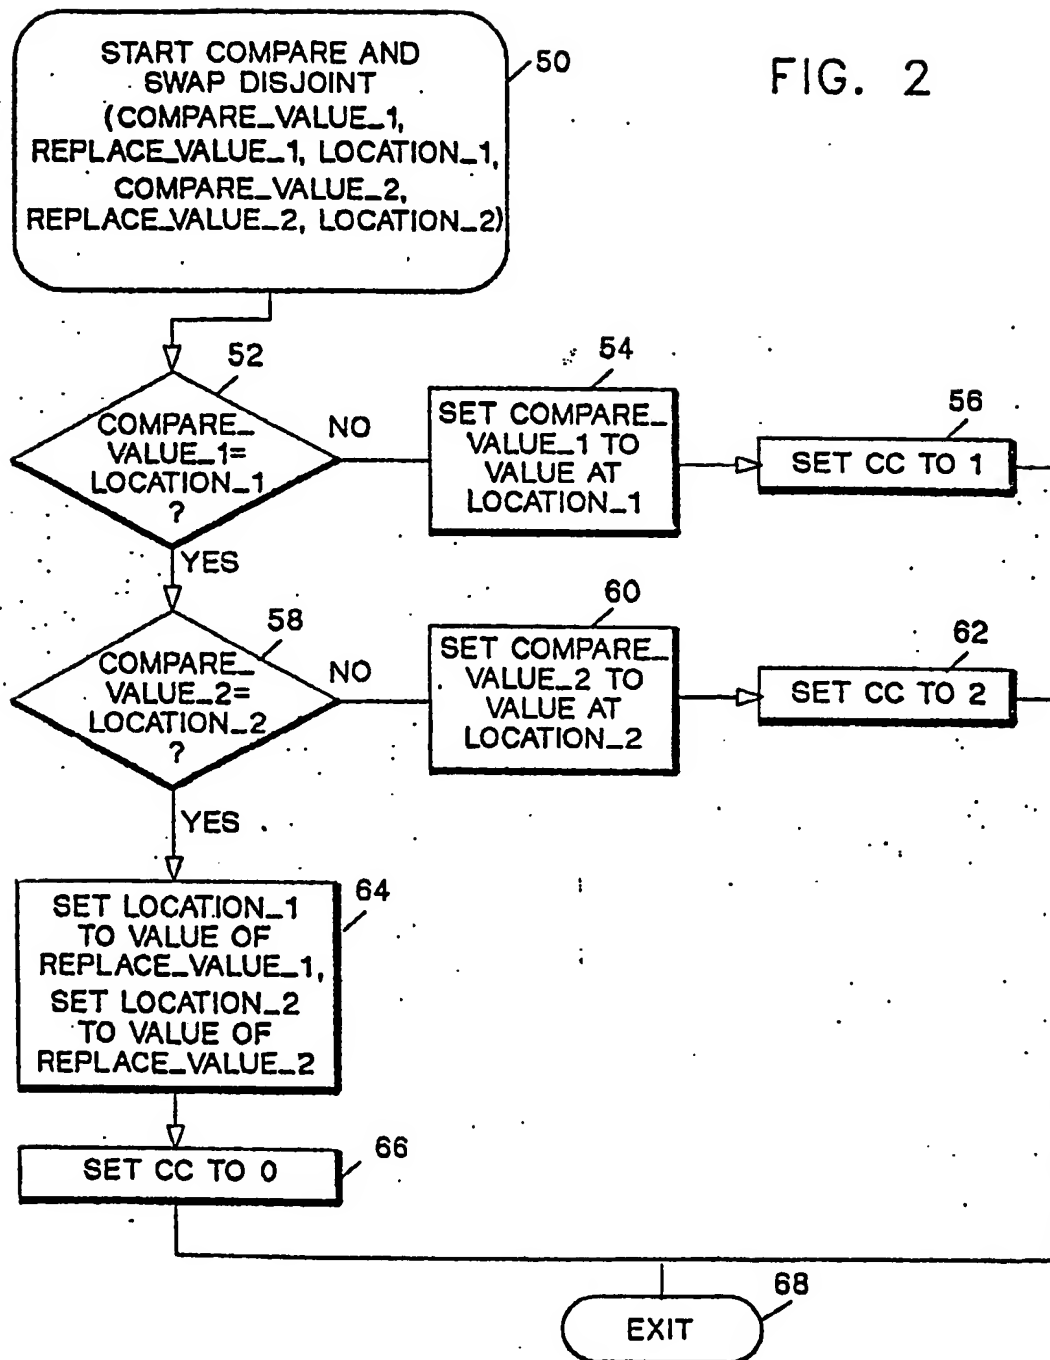 START COMPARE AND
SWAP DISJOINT
(COMPARE_VALUE_1,
REPLACE_VALUE_1, LOCATION_1,
COMPARE_VALUE_2,
REPLACE_VALUE_2, LOCATION_2)
50
FIG. 2
52
COMPARE_
VALUE_1=
LOCATION_1
?
NO
YES
54
SET COMPARE_
VALUE_1 TO
VALUE AT
LOCATION_1
56
SET CC TO 1
58
COMPARE_
VALUE_2=
LOCATION_2
?
NO
YES
60
SET COMPARE_
VALUE_2 TO
VALUE AT
LOCATION_2
62
SET CC TO 2
64
SET LOCATION_1
TO VALUE OF
REPLACE_VALUE_1,
SET LOCATION_2
TO VALUE OF
REPLACE_VALUE_2
66
SET CC TO 0
68
EXIT